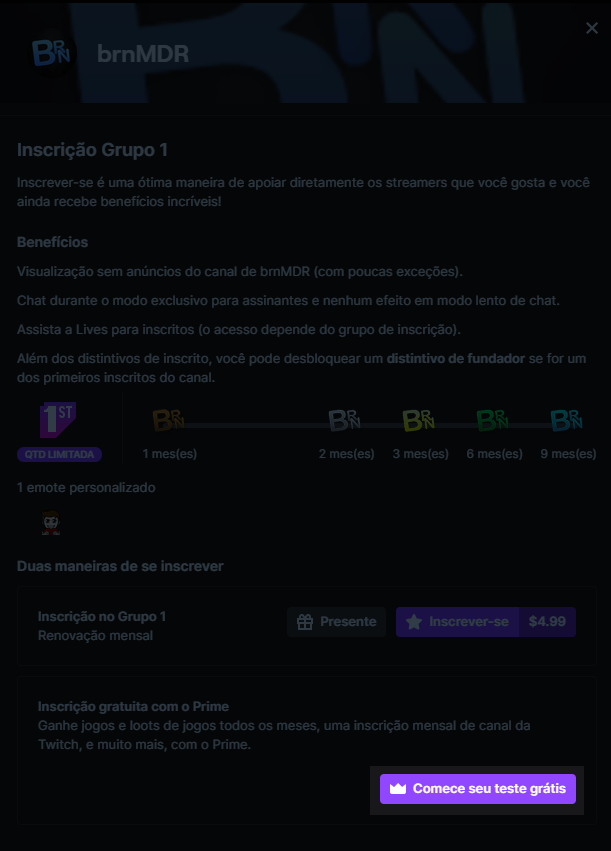 BRN
brnMDR
Inscrição Grupo 1
Inscrever-se é uma ótima maneira de apoiar diretamente os streamers que você gosta e você
ainda recebe benefícios incríveis!
Benefícios
Visualização sem anúncios do canal de brnMDR (com poucas exceções).
Chat durante o modo exclusivo para assinantes e nenhum efeito em modo lento de chat.
Assista a Lives para inscritos (o acesso depende do grupo de inscrição).
Além dos distintivos de inscrito, você pode desbloquear um distintivo de fundador se for um
dos primeiros inscritos do canal.
1ST BRN BRN BRN BRN BRN
QTD LIMITADA 1 mes(es) 2 mes(es) 3 mes(es) 6 mes(es) 9 mes(es)
1 emote personalizado
Duas maneiras de se inscrever
Inscrição no Grupo 1
Renovação mensal
Presente Inscrever-se $4.99
Inscrição gratuita com o Prime
Ganhe jogos e loots de jogos todos os meses, uma inscrição mensal de canal da
Twitch, e muito mais, com o Prime.
Comece seu teste grátis